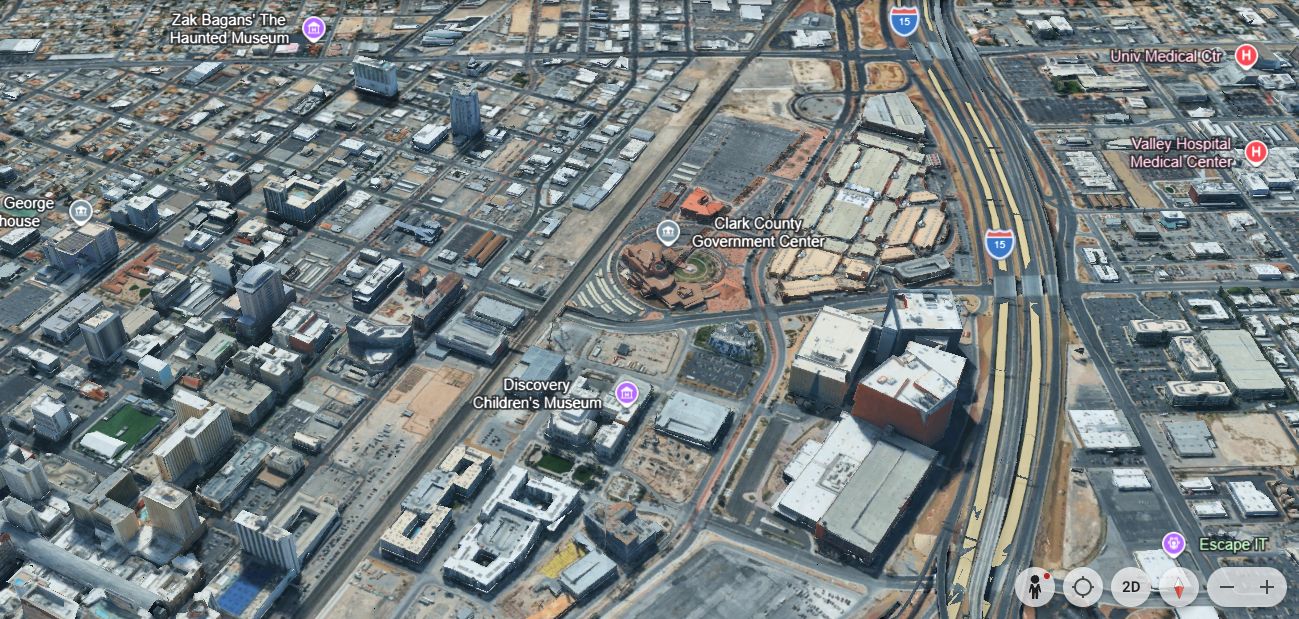 Zak Bagans' The
Haunted Museum
15
Univ Medical Ctr
H
Valley Hospital
Medical Center
H
George
house
Clark County
Government Center
15
Discovery
Children's Museum
Escape IT
2D